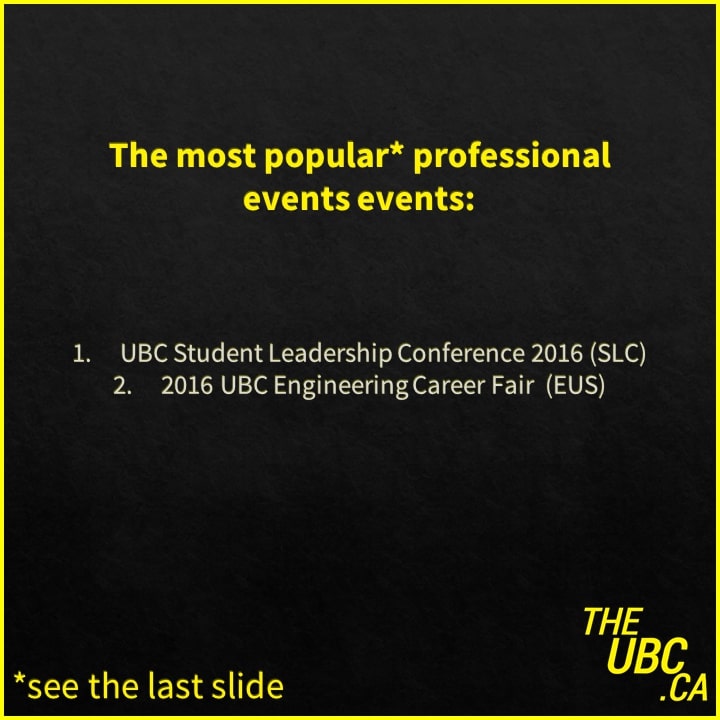 The most popular* professional
events events:
1. UBC Student Leadership Conference 2016 (SLC)
2. 2016 UBC Engineering Career Fair (EUS)
THE
UBC
.CA
*see the last slide